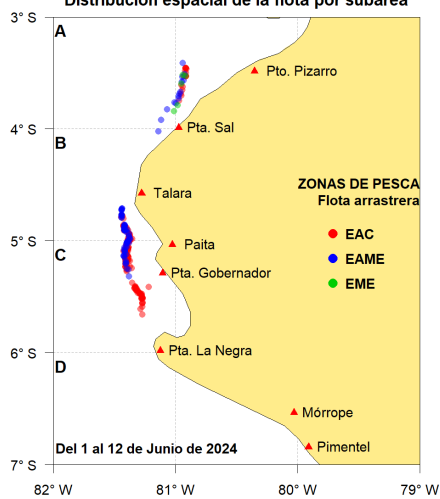 Distribución espacial de la flota por subárea
3° S
A
Pto. Pizarro
4° S
Pta. Sal
B
ZONAS DE PESCA
Talara
Flota arrastrera
EAC
5° S
Paita
C
EAME
Pta. Gobernador
EME
6° S
Pta. La Negra
D
Mórrope
Del 1 al 12 de Junio de 2024
Pimentel
7° S
82° W
81° W
80° W
79° W